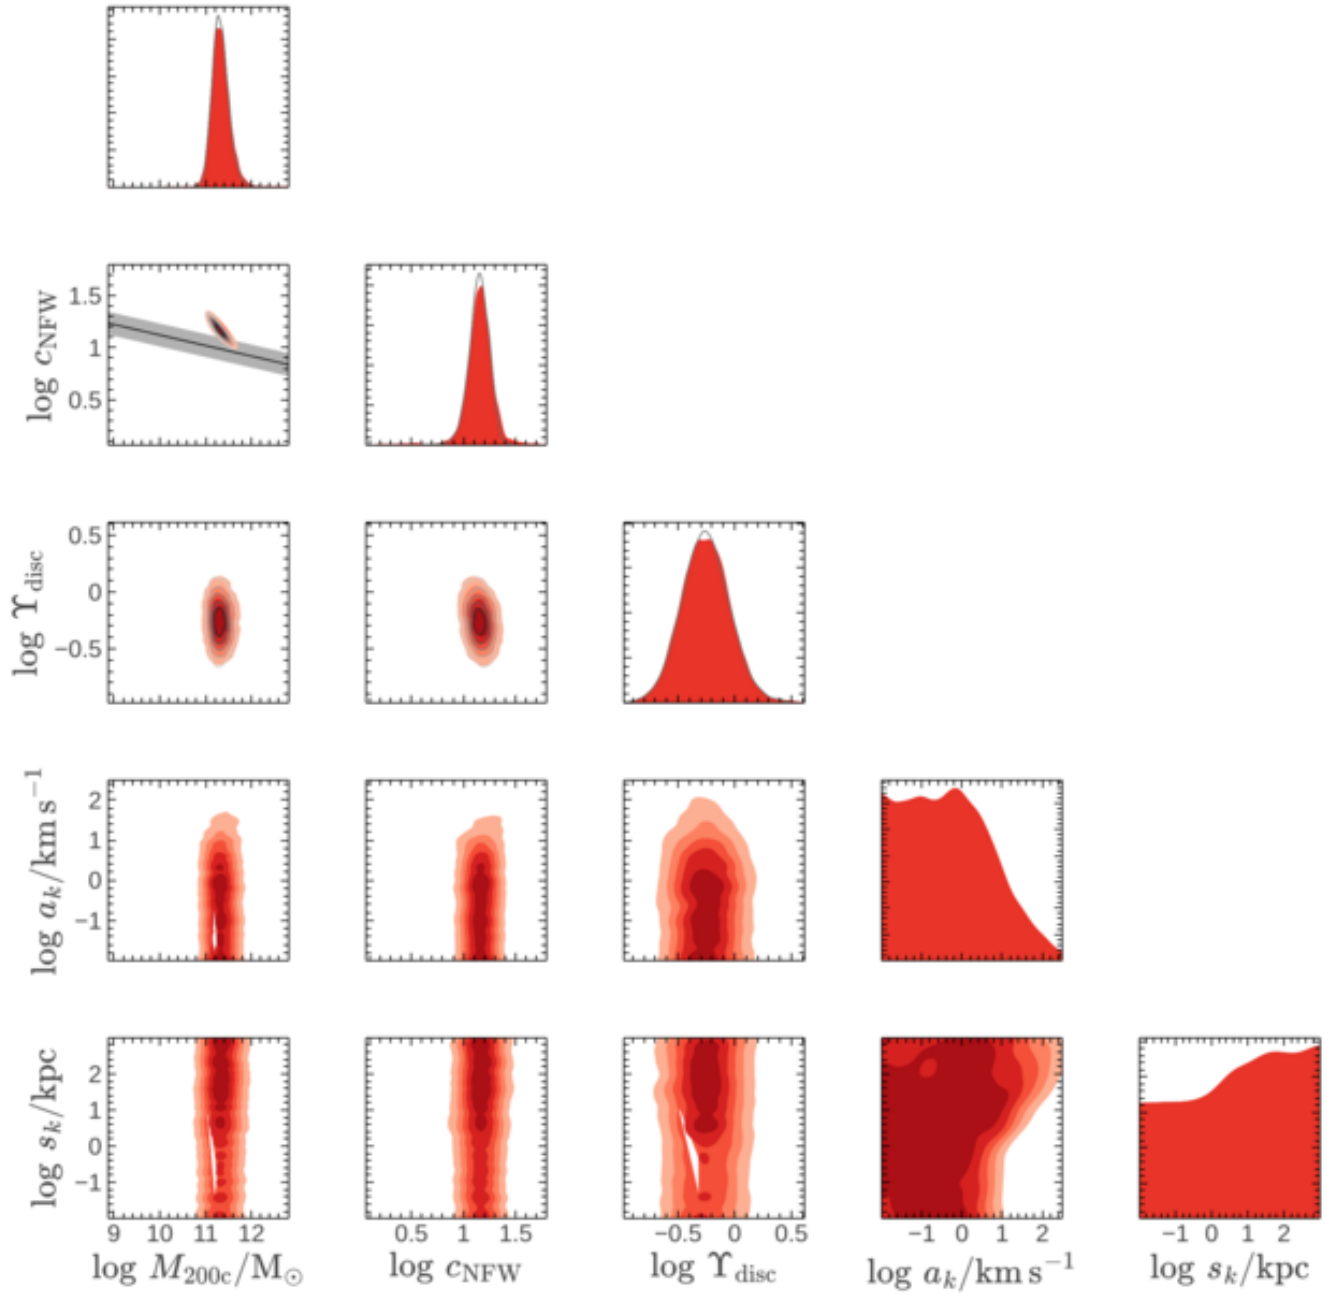 log c_NFW
1.5
1
0.5
log ϒ_disc
0.5
0
−0.5
log a_k/km s⁻¹
2
1
0
−1
log s_k/kpc
2
1
0
−1
9 10 11 12
0.5 1 1.5
−0.5 0 0.5
−1 0 1 2
−1 0 1 2
log M_200c/M_⊙
log c_NFW
log ϒ_disc
log a_k/km s⁻¹
log s_k/kpc